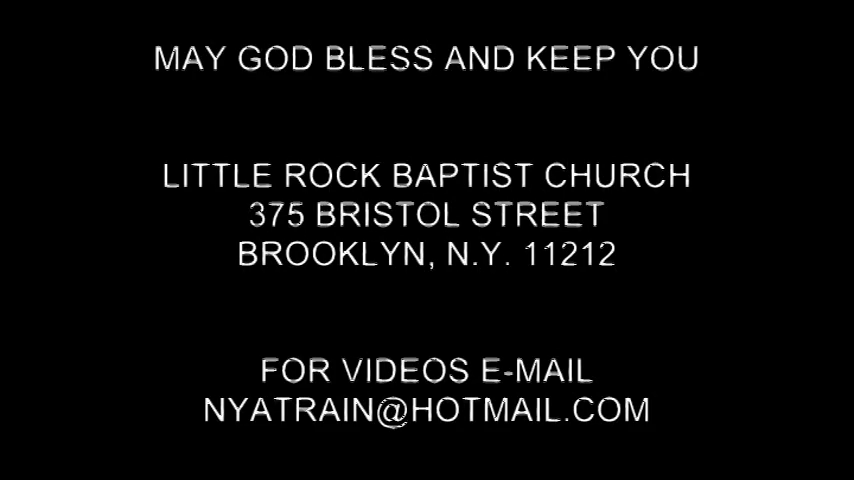 MAY GOD BLESS AND KEEP YOU
LITTLE ROCK BAPTIST CHURCH
375 BRISTOL STREET
BROOKLYN, N.Y. 11212
FOR VIDEOS E-MAIL
NYATRAIN@HOTMAIL.COM